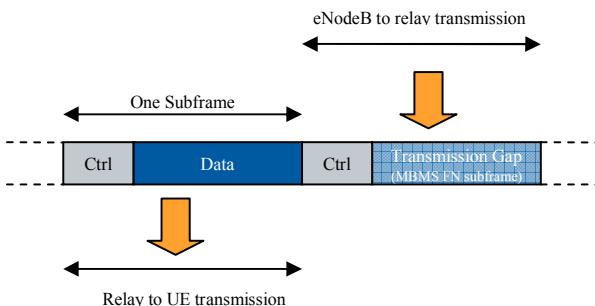 eNodeB to relay transmission
One Subframe
Ctrl
Data
Ctrl
Transmission Gap
(MBMS FN subframe)
Relay to UE transmission